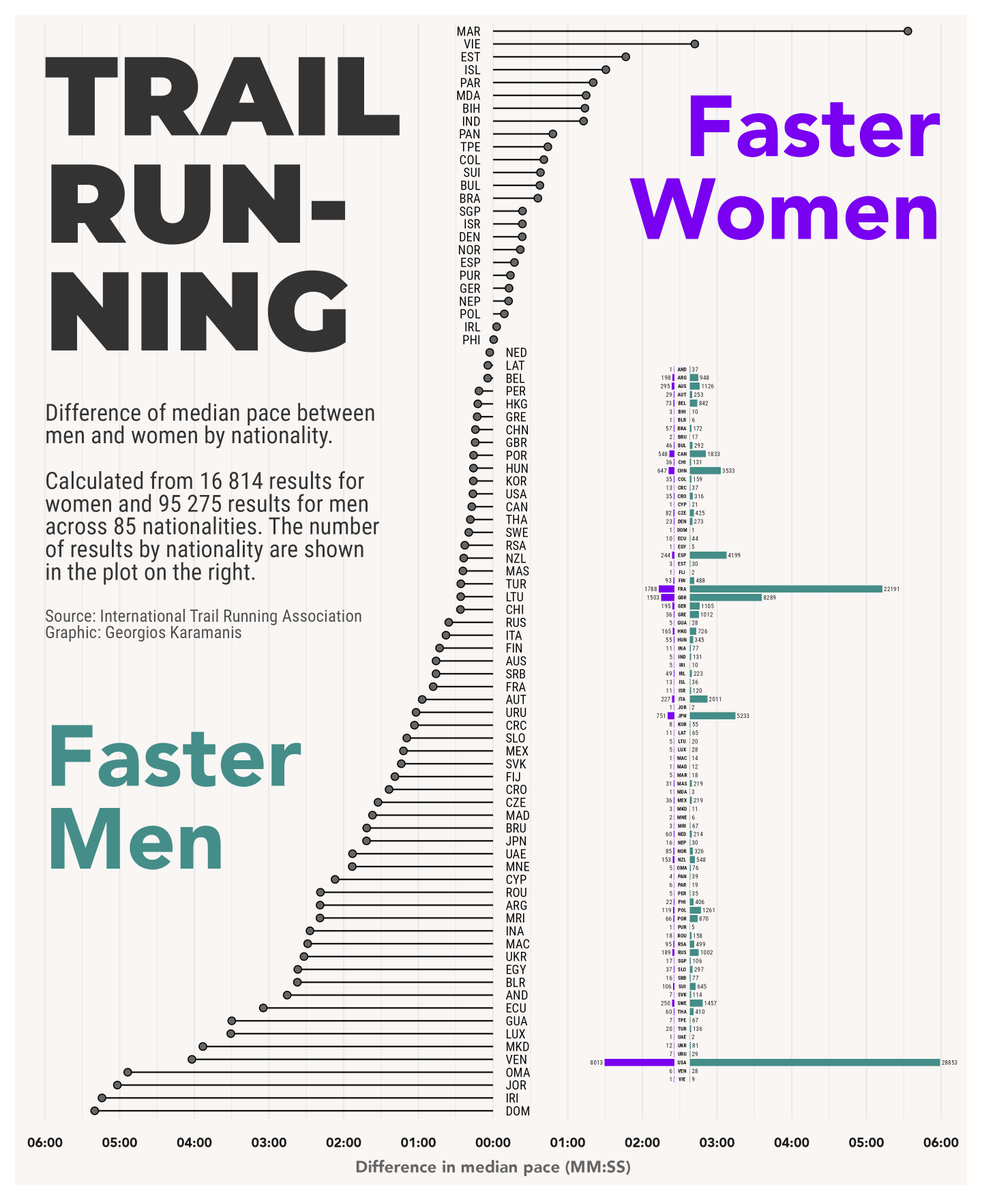 TRAIL
RUN-
NING
Difference of median pace between
men and women by nationality.
Calculated from 16 814 results for
women and 95 275 results for men
across 85 nationalities. The number
of results by nationality are shown
in the plot on the right.
Source: International Trail Running Association
Graphic: Georgios Karamanis
Faster
Women
Faster
Men
MAR
VIE
EST
ISL
PAR
MDA
BIH
IND
PAN
TPE
COL
SUI
BUL
BRA
SGP
ISR
DEN
NOR
ESP
PUR
GER
NEP
POL
IRL
PHI
NED
LAT
BEL
PER
HKG
GRE
CHN
GBR
POR
HUN
KOR
USA
CAN
THA
SWE
RSA
NZL
MAS
TUR
LTU
CHI
RUS
ITA
FIN
AUS
SRB
FRA
AUT
URU
CRC
SLO
MEX
SVK
FIJ
CRO
CZE
MAD
BRU
JPN
UAE
MNE
CYP
ROU
ARG
MRI
INA
MAC
UKR
EGY
BLR
AND
ECU
GUA
LUX
MKD
VEN
OMA
JOR
IRI
DOM
1 AND 37
198 ARG 948
295 AUS 1126
29 AUT 253
73 BEL 842
3 BIH 10
1 BLR 6
57 BRA 172
2 BRU 17
46 BUL 292
548 CAN 1833
36 CHI 131
647 CHN 3533
35 COL 159
13 CRC 37
35 CRO 316
1 CYP 21
82 CZE 425
23 DEN 273
1 DOM 1
10 ECU 44
1 EGY 5
244 ESP 4199
3 EST 30
1 FIJ 2
93 FIN 488
1788 FRA 22191
1503 GBR 8289
195 GER 1105
36 GRE 1012
5 GUA 28
165 HKG 726
55 HUN 345
11 INA 77
5 IND 131
5 IRI 10
49 IRL 223
13 ISL 36
11 ISR 120
227 ITA 2011
1 JOR 2
751 JPN 5233
8 KOR 55
11 LAT 65
5 LTU 20
5 LUX 28
1 MAC 14
1 MAD 12
5 MAR 18
31 MAS 219
1 MDA 3
36 MEX 219
3 MKD 11
2 MNE 6
3 MRI 67
60 NED 214
16 NEP 30
85 NOR 326
153 NZL 548
5 OMA 76
4 PAN 39
6 PAR 19
5 PER 35
22 PHI 406
119 POL 1261
66 POR 870
1 PUR 5
18 ROU 158
95 RSA 499
189 RUS 1002
17 SGP 106
37 SLO 297
16 SRB 77
106 SUI 645
7 SVK 114
250 SWE 1457
60 THA 410
7 TPE 67
20 TUR 136
1 UAE 2
12 UKR 81
7 URU 29
8013 USA 28853
6 VEN 28
1 VIE 9
06:00 05:00 04:00 03:00 02:00 01:00 00:00 01:00 02:00 03:00 04:00 05:00 06:00
Difference in median pace (MM:SS)